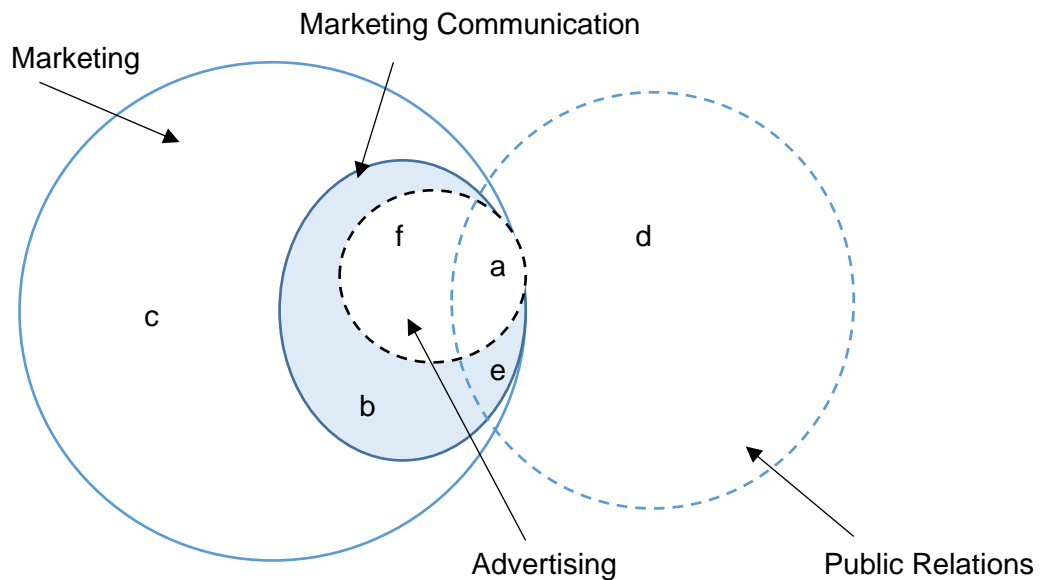 Marketing Communication
Marketing
f
d
a
c
e
b
Advertising
Public Relations